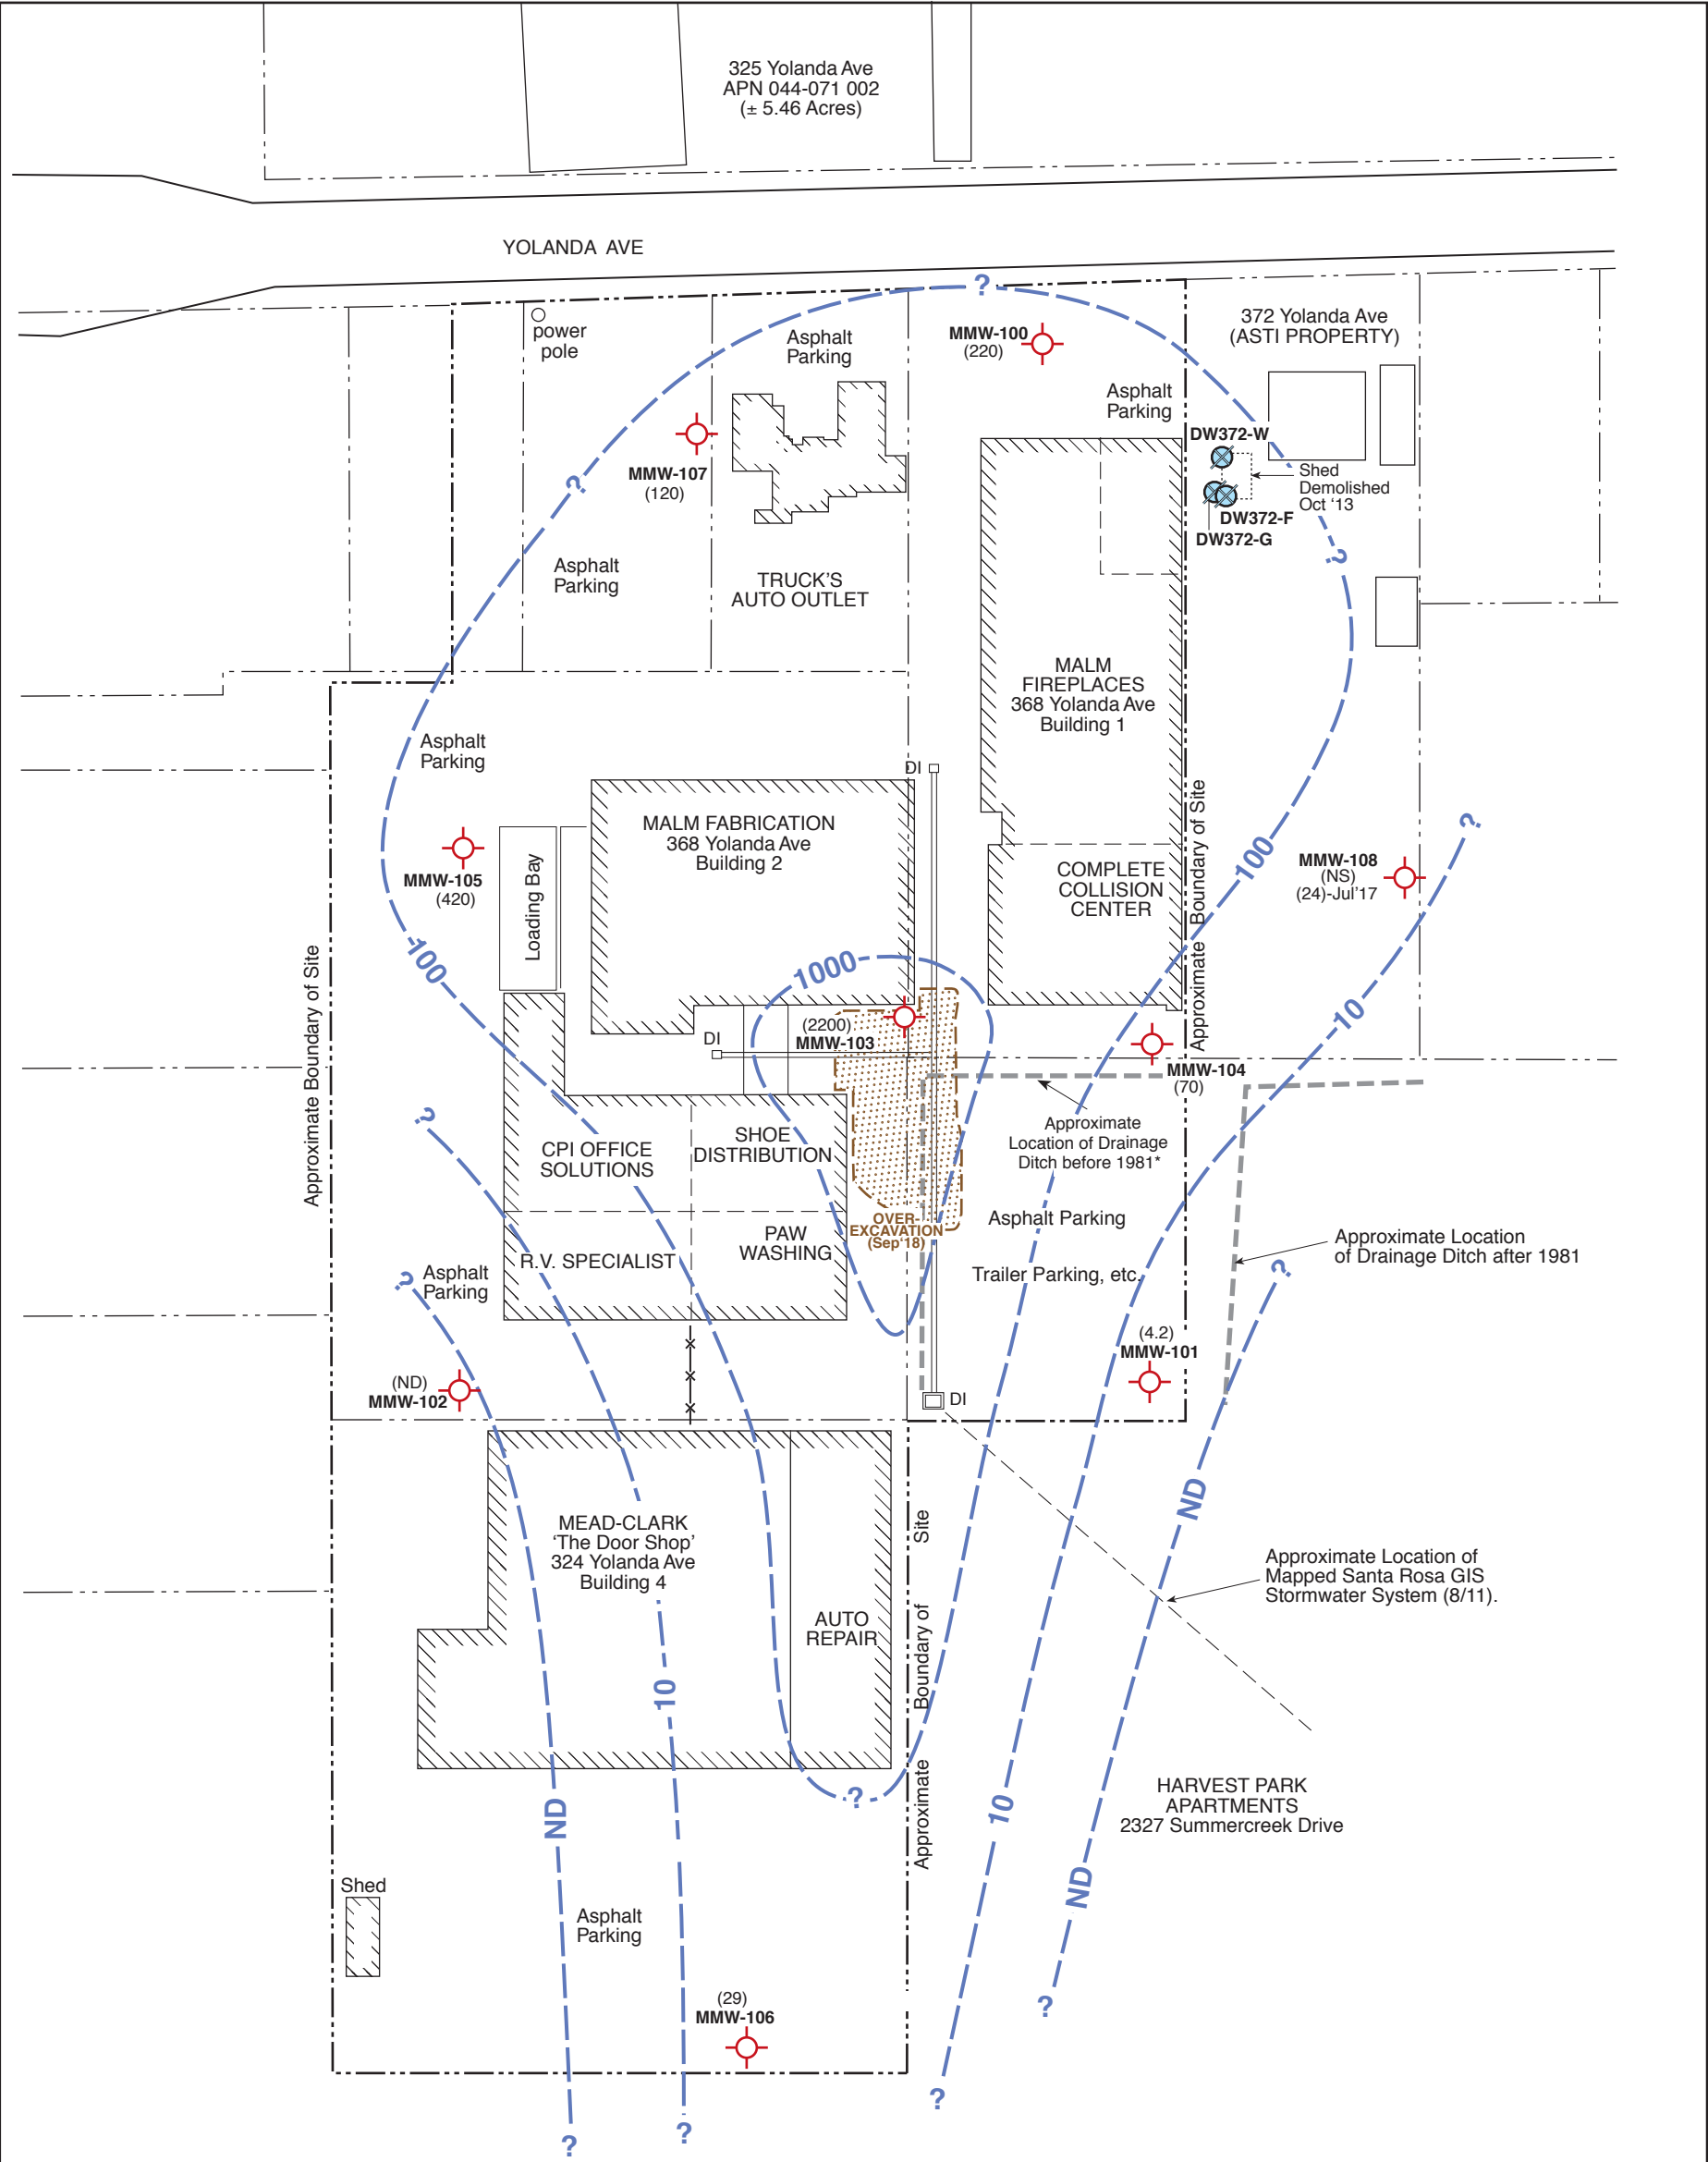 325 Yolanda Ave
APN 044-071 002
(± 5.46 Acres)
YOLANDA AVE
?
power
pole
Asphalt
Parking
MMW-100
(220)
372 Yolanda Ave
(ASTI PROPERTY)
Asphalt
Parking
MMW-107
(120)
?
DW372-W
Shed
Demolished
Oct ‘13
DW372-F
DW372-G
?
Asphalt
Parking
TRUCK'S
AUTO OUTLET
MALM
FIREPLACES
368 Yolanda Ave
Building 1
Asphalt
Parking
DI
MALM FABRICATION
368 Yolanda Ave
Building 2
Loading Bay
MMW-105
(420)
COMPLETE
COLLISION
CENTER
Approximate Boundary of Site
100
?
MMW-108
(NS)
(24)-Jul'17
100
1000
10
Approximate Boundary of Site
(2200)
MMW-103
DI
MMW-104
(70)
?
CPI OFFICE
SOLUTIONS
SHOE
DISTRIBUTION
Approximate
Location of Drainage
Ditch before 1981*
OVER-
EXCAVATION
(Sep‘18)
Asphalt Parking
PAW
WASHING
R.V. SPECIALIST
Trailer Parking, etc.
Approximate Location
of Drainage Ditch after 1981
?
?
Asphalt
Parking
(4.2)
MMW-101
(ND)
MMW-102
DI
ND
MEAD-CLARK
‘The Door Shop’
324 Yolanda Ave
Building 4
AUTO
REPAIR
Approximate Boundary of Site
Approximate Location of
Mapped Santa Rosa GIS
Stormwater System (8/11).
10
?
10
ND
HARVEST PARK
APARTMENTS
2327 Summercreek Drive
Shed
ND
Asphalt
Parking
(29)
MMW-106
?
?
?
?